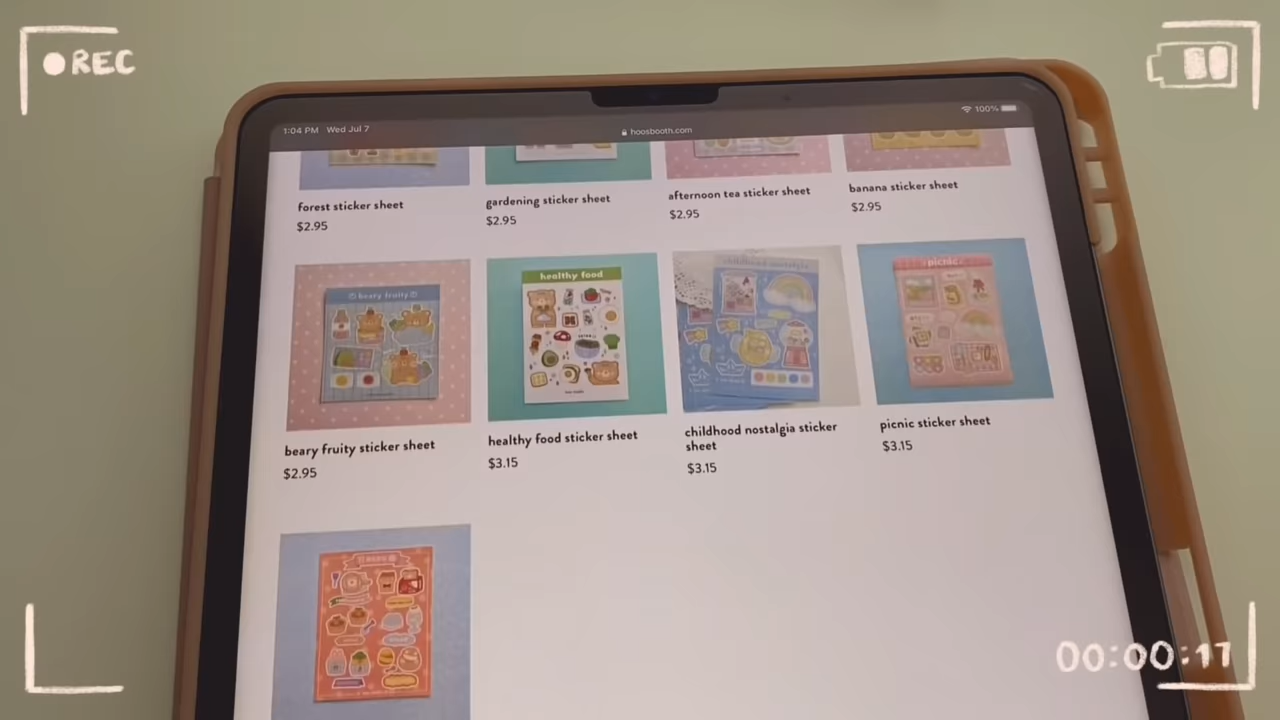 REC
1:04 PM Wed Jul 7
hoosbooth.com
100%
forest sticker sheet
$2.95
gardening sticker sheet
$2.95
afternoon tea sticker sheet
$2.95
banana sticker sheet
$2.95
beary fruity
healthy food
childhood nostalgia
picnic
beary fruity sticker sheet
$2.95
healthy food sticker sheet
$3.15
childhood nostalgia sticker
sheet
$3.15
picnic sticker sheet
$3.15
00:00:17